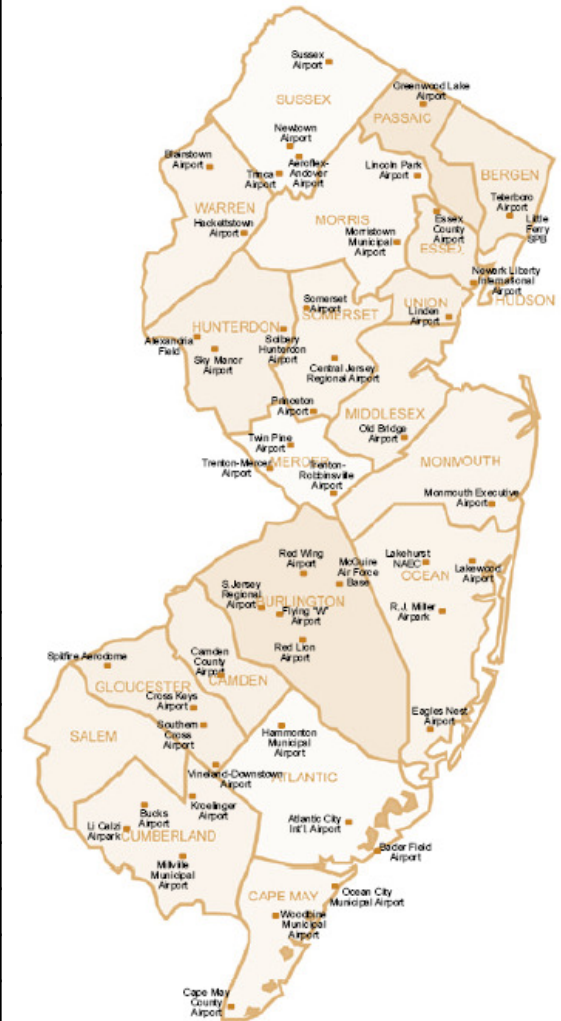 Sussex
Airport
SUSSEX
Greenwood Lake
Airport
PASSAIC
Newtown
Airport
Blairstown
Airport
Trinca
Airport
Aeroflex-
Andover
Airport
Lincoln Park
Airport
BERGEN
Teterboro
Airport
Little
Ferry
SPB
WARREN
Hackettstown
Airport
MORRIS
Morristown
Municipal
Airport
Essex
County
Airport
ESSEX
Newark Liberty
International
Airport
HUDSON
Somerset
Airport
SOMERSET
UNION
Linden
Airport
HUNTERDON
Alexandria
Field
Sky Manor
Airport
Solberg
Hunterdon
Airport
Central Jersey
Regional Airport
Princeton
Airport
MIDDLESEX
Old Bridge
Airport
Twin Pine
Airport
MERCER
Trenton-Mercer
Airport
Trenton-
Robbinsville
Airport
MONMOUTH
Monmouth Executive
Airport
Red Wing
Airport
McGuire
Air Force
Base
Lakehurst
NAEC
OCEAN
Lakewood
Airport
S.Jersey
Regional
Airport
BURLINGTON
Flying "W"
Airport
R.J. Miller
Airpark
Red Lion
Airport
Spitfire Aerodome
Camden
County
Airport
CAMDEN
GLOUCESTER
Cross Keys
Airport
Eagles Nest
Airport
SALEM
Southern
Cross
Airport
Hammonton
Municipal
Airport
Vineland-Downstown
Airport
ATLANTIC
Kroelinger
Airport
Bucks
Airport
Li Calzi
Airpark
CUMBERLAND
Atlantic City
Int'l Airport
Bader Field
Airport
Millville
Municipal
Airport
CAPE MAY
Ocean City
Municipal Airport
Woodbine
Municipal
Airport
Cape May
County
Airport